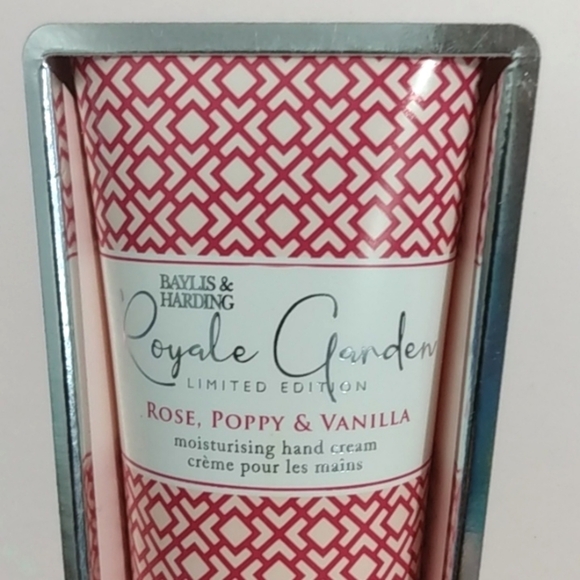 BAYLIS &
HARDING
Royale Garden
LIMITED EDITION
ROSE, POPPY & VANILLA
moisturising hand cream
crème pour les mains